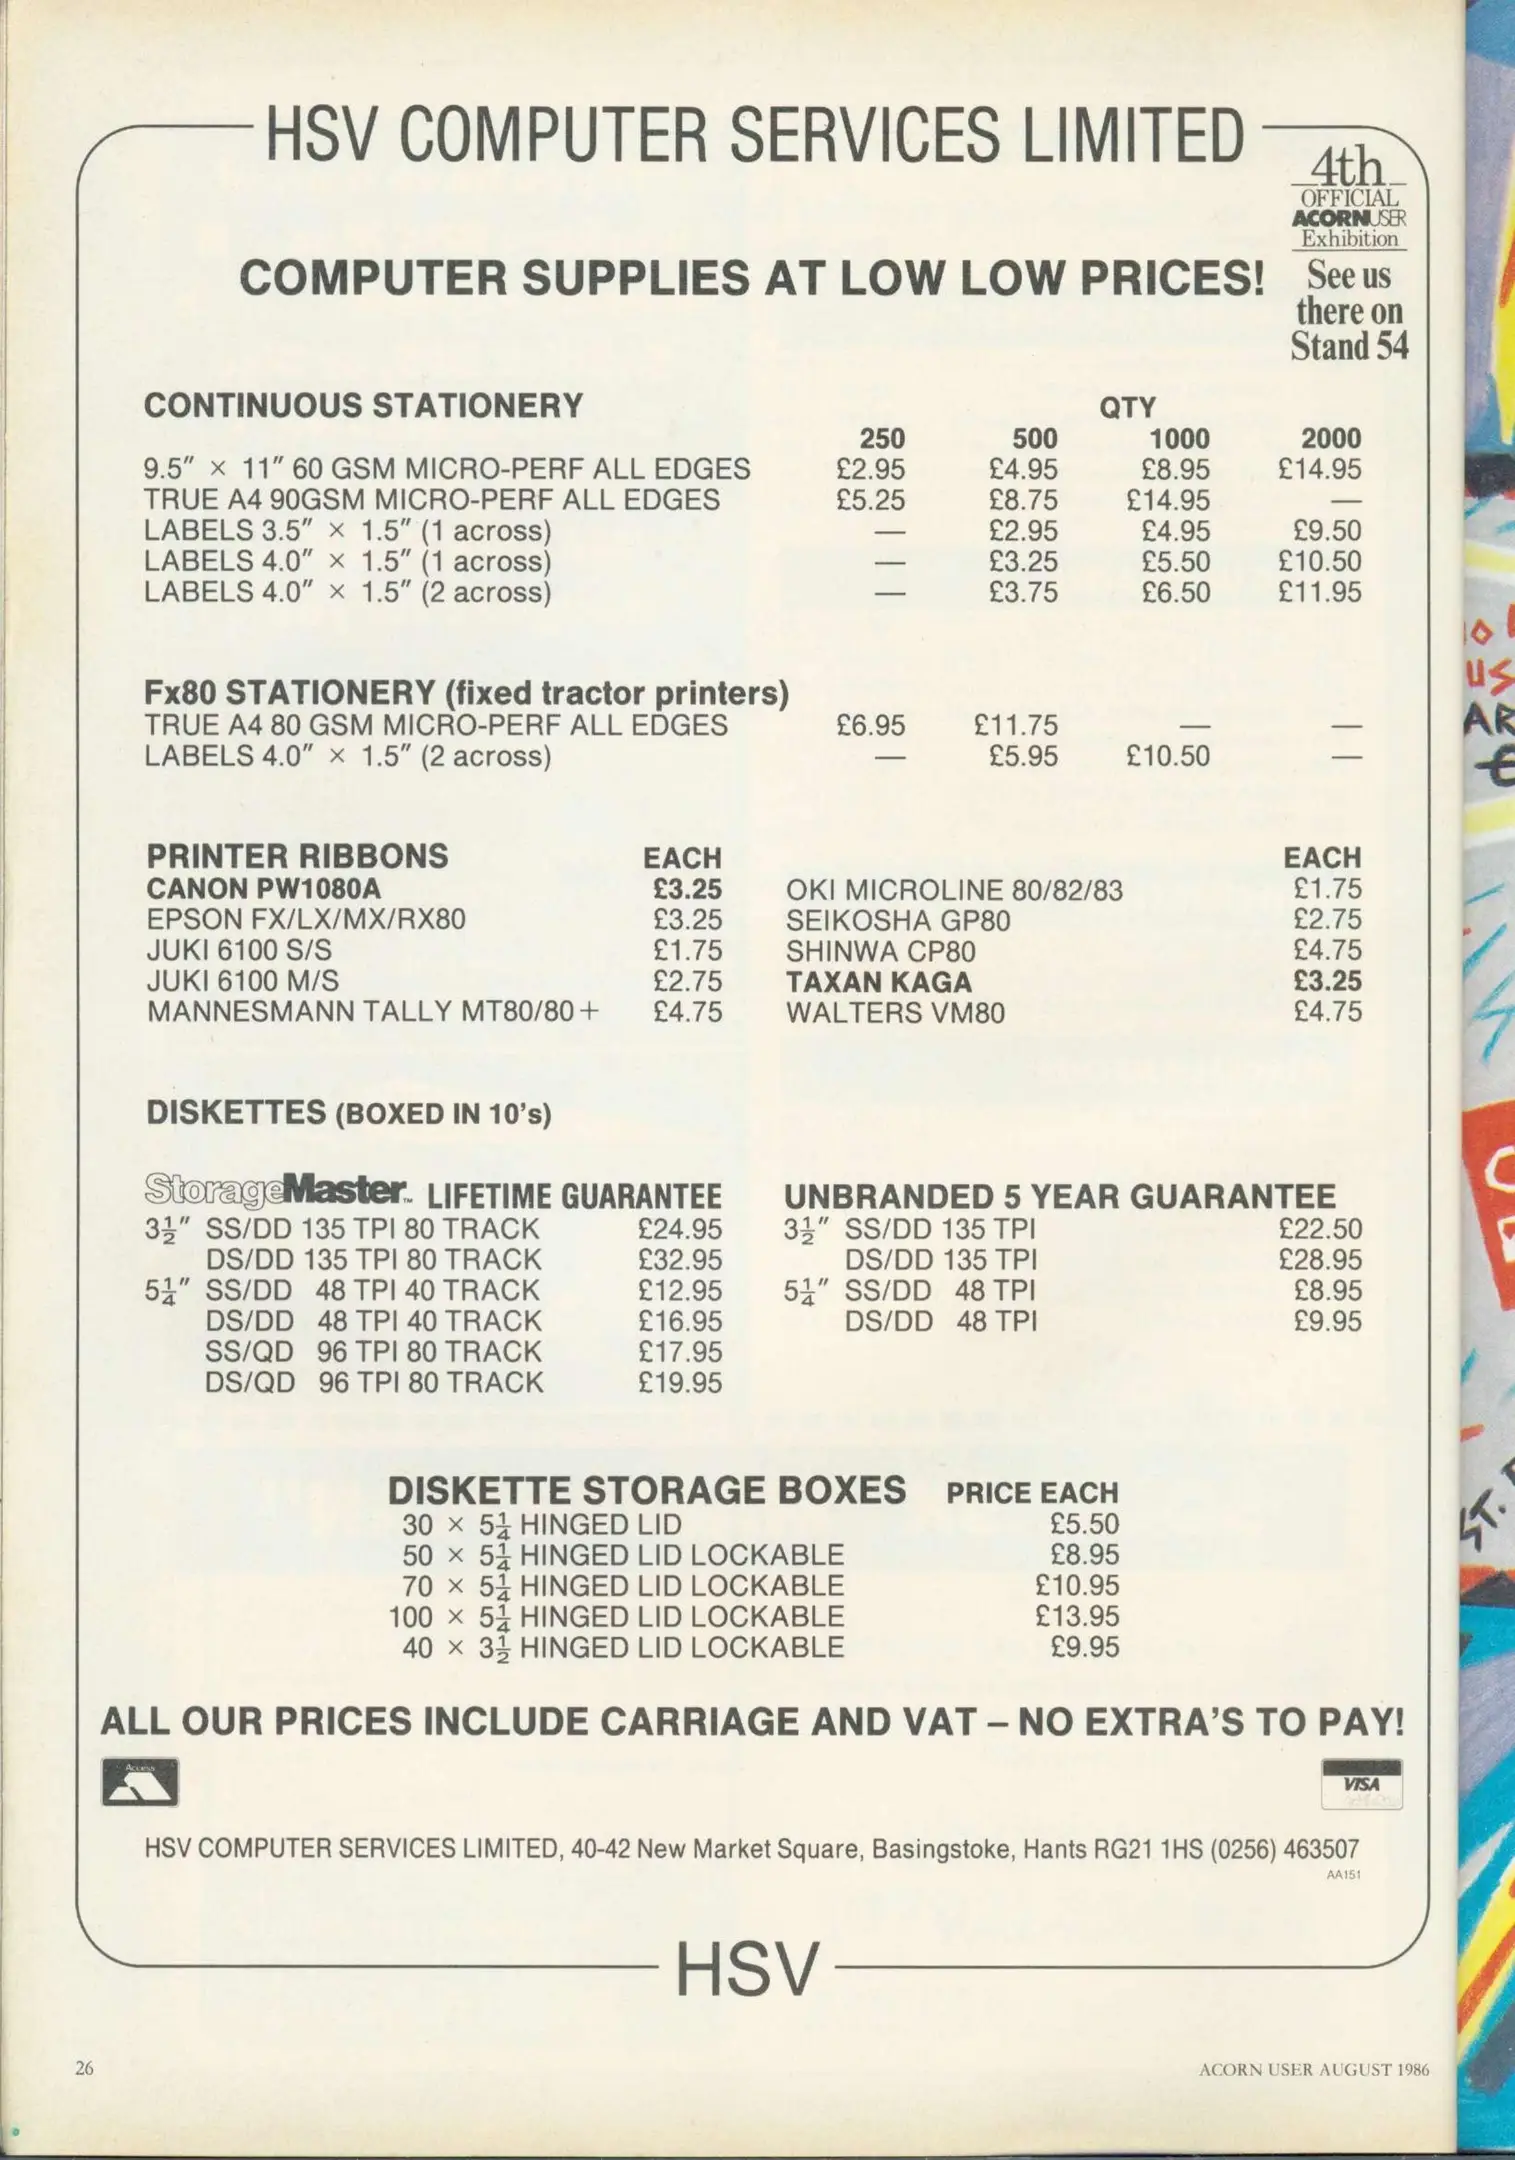 HSV COMPUTER SERVICES LIMITED
4th
OFFICIAL
ACORNUSER
Exhibition
See us
there on
Stand 54
COMPUTER SUPPLIES AT LOW LOW PRICES!
CONTINUOUS STATIONERY QTY
250 500 1000 2000
9.5" × 11" 60 GSM MICRO-PERF ALL EDGES £2.95 £4.95 £8.95 £14.95
TRUE A4 90GSM MICRO-PERF ALL EDGES £5.25 £8.75 £14.95 —
LABELS 3.5" × 1.5" (1 across) — £2.95 £4.95 £9.50
LABELS 4.0" × 1.5" (1 across) — £3.25 £5.50 £10.50
LABELS 4.0" × 1.5" (2 across) — £3.75 £6.50 £11.95
Fx80 STATIONERY (fixed tractor printers)
TRUE A4 80 GSM MICRO-PERF ALL EDGES £6.95 £11.75 — —
LABELS 4.0" × 1.5" (2 across) — £5.95 £10.50 —
PRINTER RIBBONS EACH
CANON PW1080A £3.25
EPSON FX/LX/MX/RX80 £3.25
JUKI 6100 S/S £1.75
JUKI 6100 M/S £2.75
MANNESMANN TALLY MT80/80+ £4.75
EACH
OKI MICROLINE 80/82/83 £1.75
SEIKOSHA GP80 £2.75
SHINWA CP80 £4.75
TAXAN KAGA £3.25
WALTERS VM80 £4.75
DISKETTES (BOXED IN 10's)
StorageMaster™ LIFETIME GUARANTEE
3½" SS/DD 135 TPI 80 TRACK £24.95
DS/DD 135 TPI 80 TRACK £32.95
5¼" SS/DD 48 TPI 40 TRACK £12.95
DS/DD 48 TPI 40 TRACK £16.95
SS/QD 96 TPI 80 TRACK £17.95
DS/QD 96 TPI 80 TRACK £19.95
UNBRANDED 5 YEAR GUARANTEE
3½" SS/DD 135 TPI £22.50
DS/DD 135 TPI £28.95
5¼" SS/DD 48 TPI £8.95
DS/DD 48 TPI £9.95
DISKETTE STORAGE BOXES PRICE EACH
30 × 5¼ HINGED LID £5.50
50 × 5¼ HINGED LID LOCKABLE £8.95
70 × 5¼ HINGED LID LOCKABLE £10.95
100 × 5¼ HINGED LID LOCKABLE £13.95
40 × 3½ HINGED LID LOCKABLE £9.95
ALL OUR PRICES INCLUDE CARRIAGE AND VAT – NO EXTRA'S TO PAY!
Access
VISA
HSV COMPUTER SERVICES LIMITED, 40-42 New Market Square, Basingstoke, Hants RG21 1HS (0256) 463507
AA151
HSV
26
ACORN USER AUGUST 1986